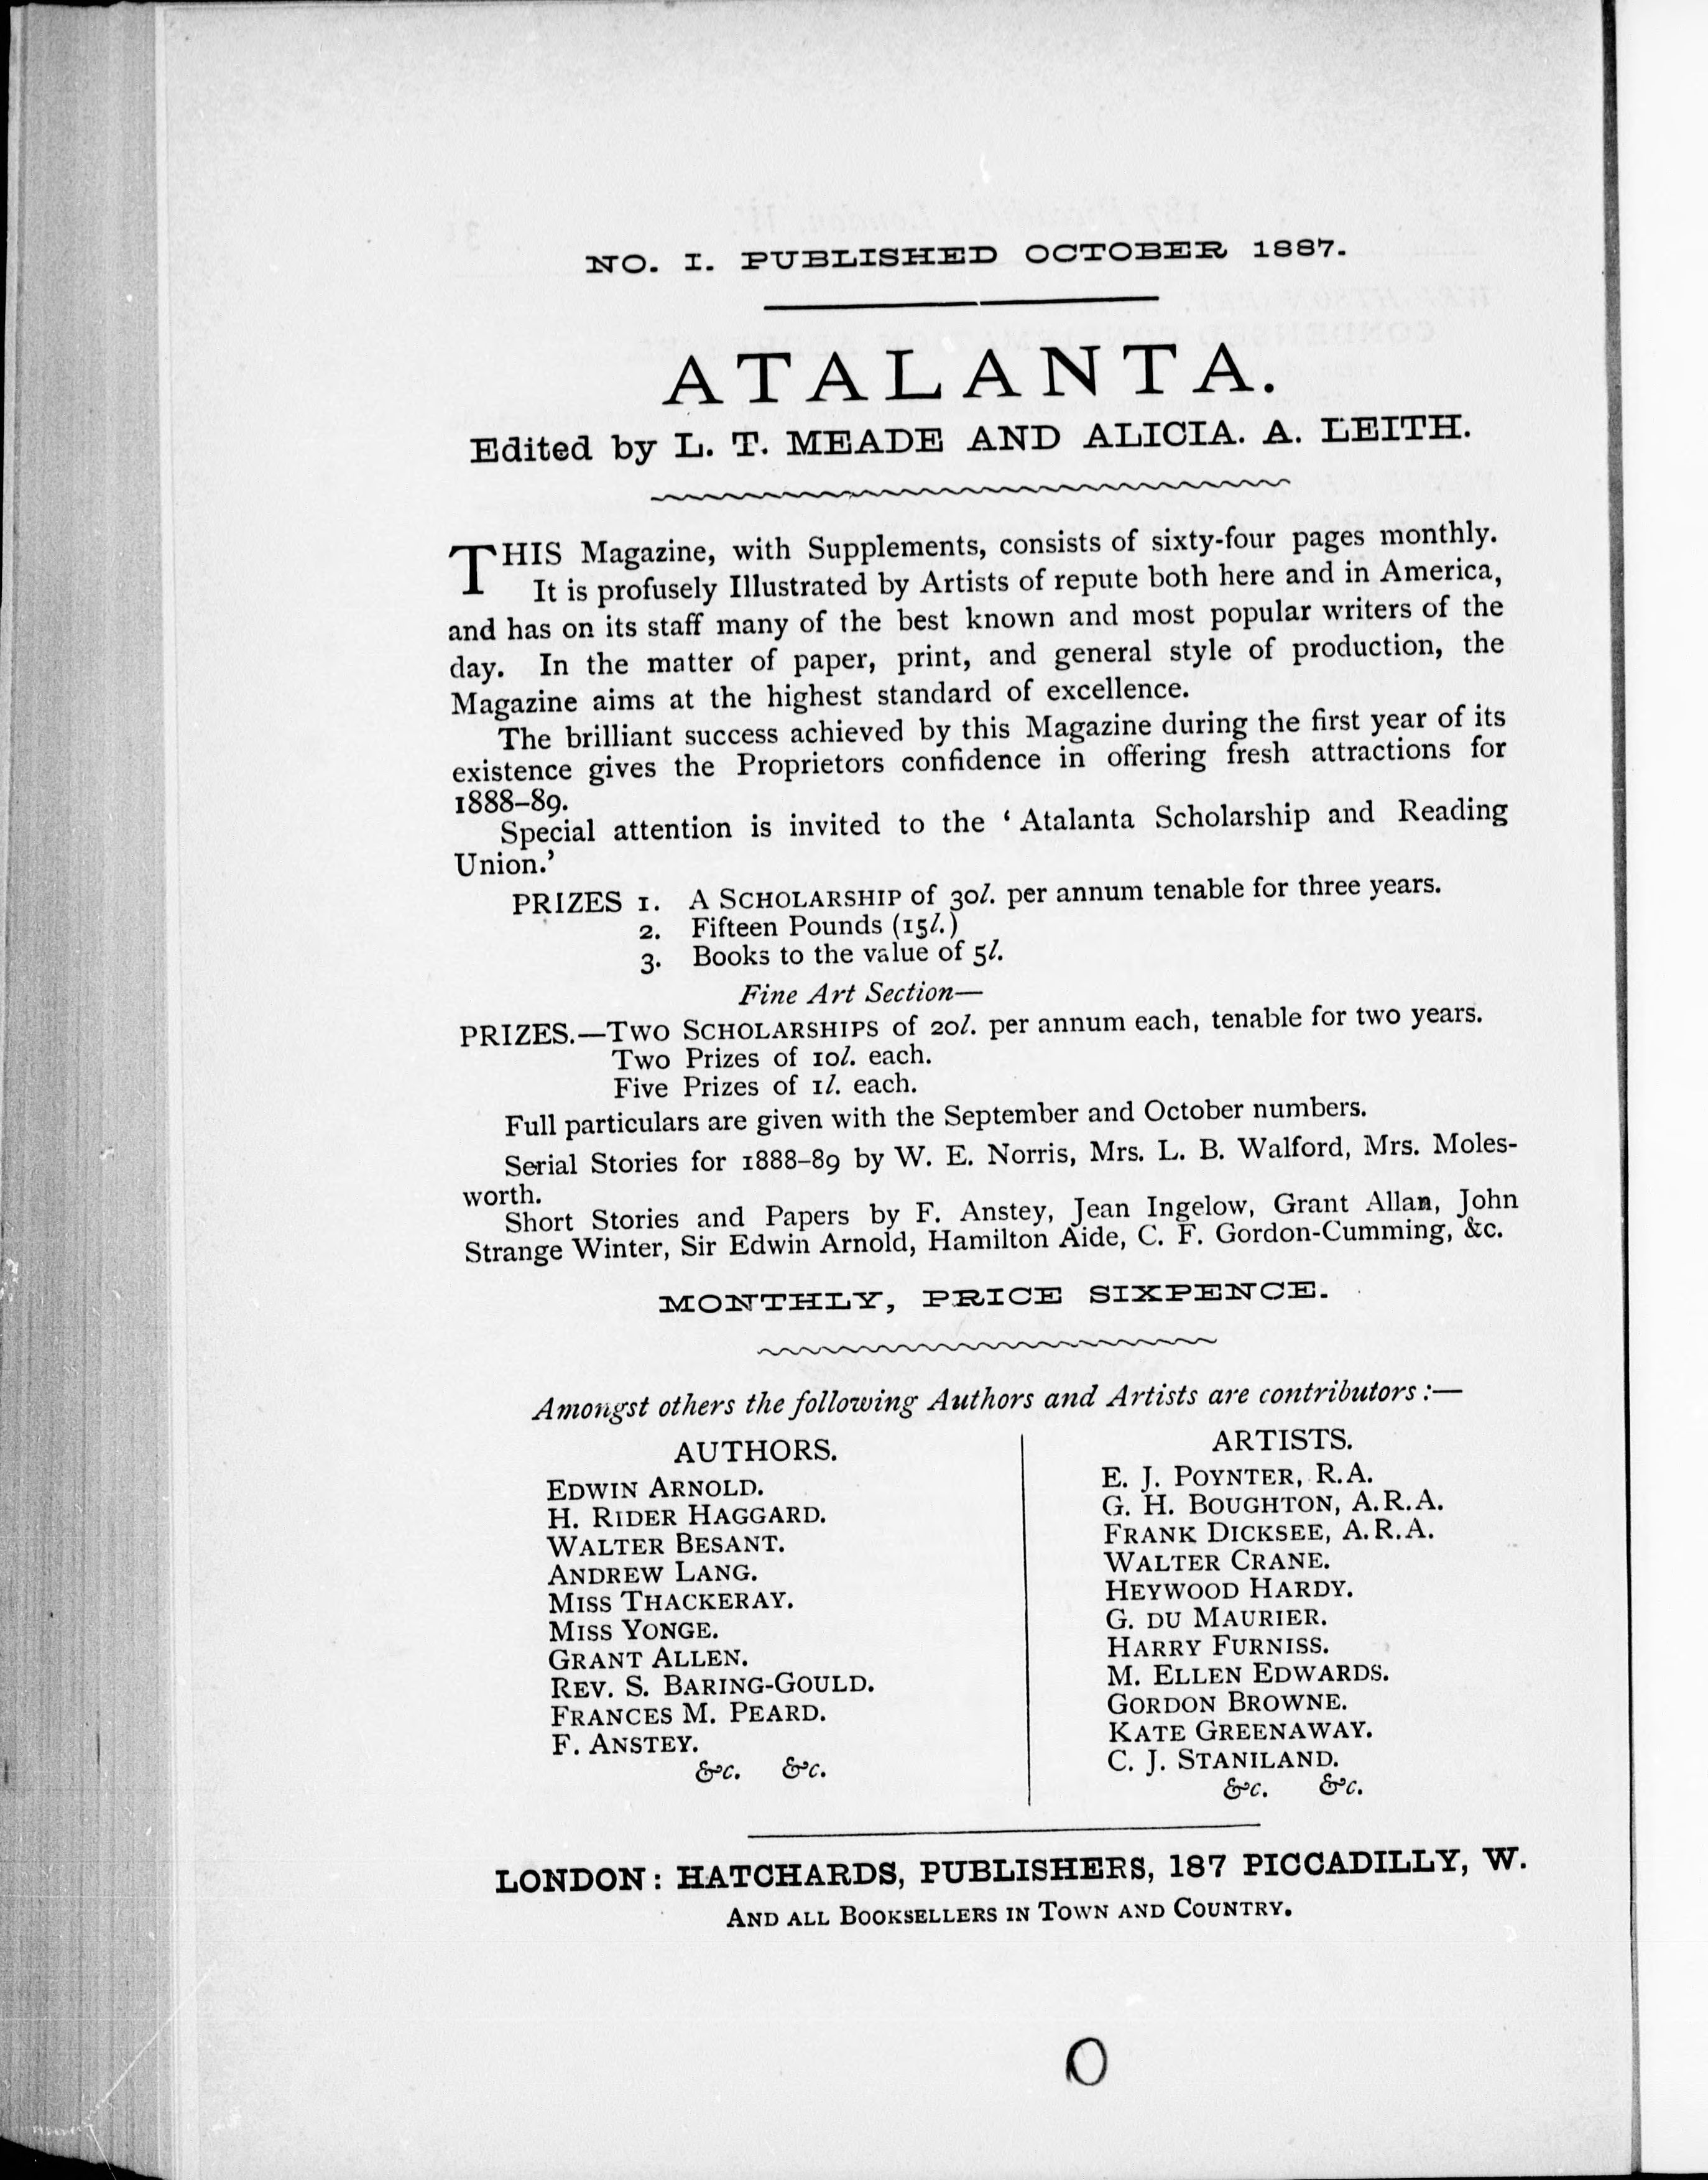 NO. I. PUBLISHED OCTOBER 1887.
ATALANTA.
Edited by L. T. MEADE AND ALICIA. A. LEITH.
THIS Magazine, with Supplements, consists of sixty-four pages monthly.
It is profusely Illustrated by Artists of repute both here and in America,
and has on its staff many of the best known and most popular writers of the
day. In the matter of paper, print, and general style of production, the
Magazine aims at the highest standard of excellence.
The brilliant success achieved by this Magazine during the first year of its
existence gives the Proprietors confidence in offering fresh attractions for
1888–89.
Special attention is invited to the ‘Atalanta Scholarship and Reading
Union.’
PRIZES 1. A SCHOLARSHIP of 30l. per annum tenable for three years.
2. Fifteen Pounds (15l.)
3. Books to the value of 5l.
Fine Art Section—
PRIZES.—TWO SCHOLARSHIPS of 20l. per annum each, tenable for two years.
Two Prizes of 10l. each.
Five Prizes of 1l. each.
Full particulars are given with the September and October numbers.
Serial Stories for 1888–89 by W. E. Norris, Mrs. L. B. Walford, Mrs. Moles-
worth.
Short Stories and Papers by F. Anstey, Jean Ingelow, Grant Allan, John
Strange Winter, Sir Edwin Arnold, Hamilton Aide, C. F. Gordon-Cumming, &c.
MONTHLY, PRICE SIXPENCE.
Amongst others the following Authors and Artists are contributors:—
AUTHORS.
EDWIN ARNOLD.
H. RIDER HAGGARD.
WALTER BESANT.
ANDREW LANG.
MISS THACKERAY.
MISS YONGE.
GRANT ALLEN.
REV. S. BARING-GOULD.
FRANCES M. PEARD.
F. ANSTEY.
&c. &c.
ARTISTS.
E. J. POYNTER, R.A.
G. H. BOUGHTON, A.R.A.
FRANK DICKSEE, A.R.A.
WALTER CRANE.
HEYWOOD HARDY.
G. DU MAURIER.
HARRY FURNISS.
M. ELLEN EDWARDS.
GORDON BROWNE.
KATE GREENAWAY.
C. J. STANILAND.
&c. &c.
LONDON: HATCHARDS, PUBLISHERS, 187 PICCADILLY, W.
AND ALL BOOKSELLERS IN TOWN AND COUNTRY.
O